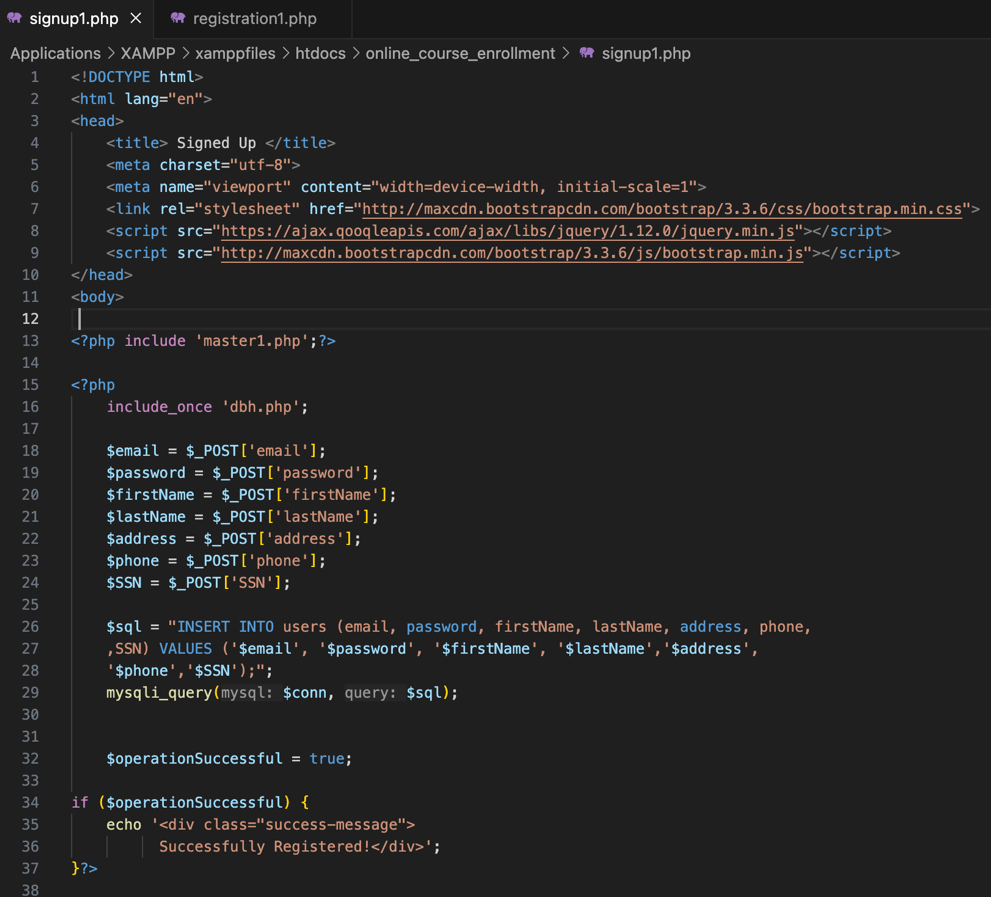 signup1.php registration1.php
Applications > XAMPP > xamppfiles > htdocs > online_course_enrollment > signup1.php
1 <!DOCTYPE html>
2 <html lang="en">
3 <head>
4 <title> Signed Up </title>
5 <meta charset="utf-8">
6 <meta name="viewport" content="width=device-width, initial-scale=1">
7 <link rel="stylesheet" href="http://maxcdn.bootstrapcdn.com/bootstrap/3.3.6/css/bootstrap.min.css">
8 <script src="https://ajax.qooqleapis.com/ajax/libs/jquery/1.12.0/jquery.min.js"></script>
9 <script src="http://maxcdn.bootstrapcdn.com/bootstrap/3.3.6/js/bootstrap.min.js"></script>
10 </head>
11 <body>
12
13 <?php include 'master1.php';?>
14
15 <?php
16 include_once 'dbh.php';
17
18 $email = $_POST['email'];
19 $password = $_POST['password'];
20 $firstName = $_POST['firstName'];
21 $lastName = $_POST['lastName'];
22 $address = $_POST['address'];
23 $phone = $_POST['phone'];
24 $SSN = $_POST['SSN'];
25
26 $sql = "INSERT INTO users (email, password, firstName, lastName, address, phone,
27 ,SSN) VALUES ('$email', '$password', '$firstName', '$lastName','$address',
28 '$phone','$SSN');";
29 mysqli_query(mysql: $conn, query: $sql);
30
31
32 $operationSuccessful = true;
33
34 if ($operationSuccessful) {
35 echo '<div class="success-message">
36 Successfully Registered!</div>';
37 }?>
38